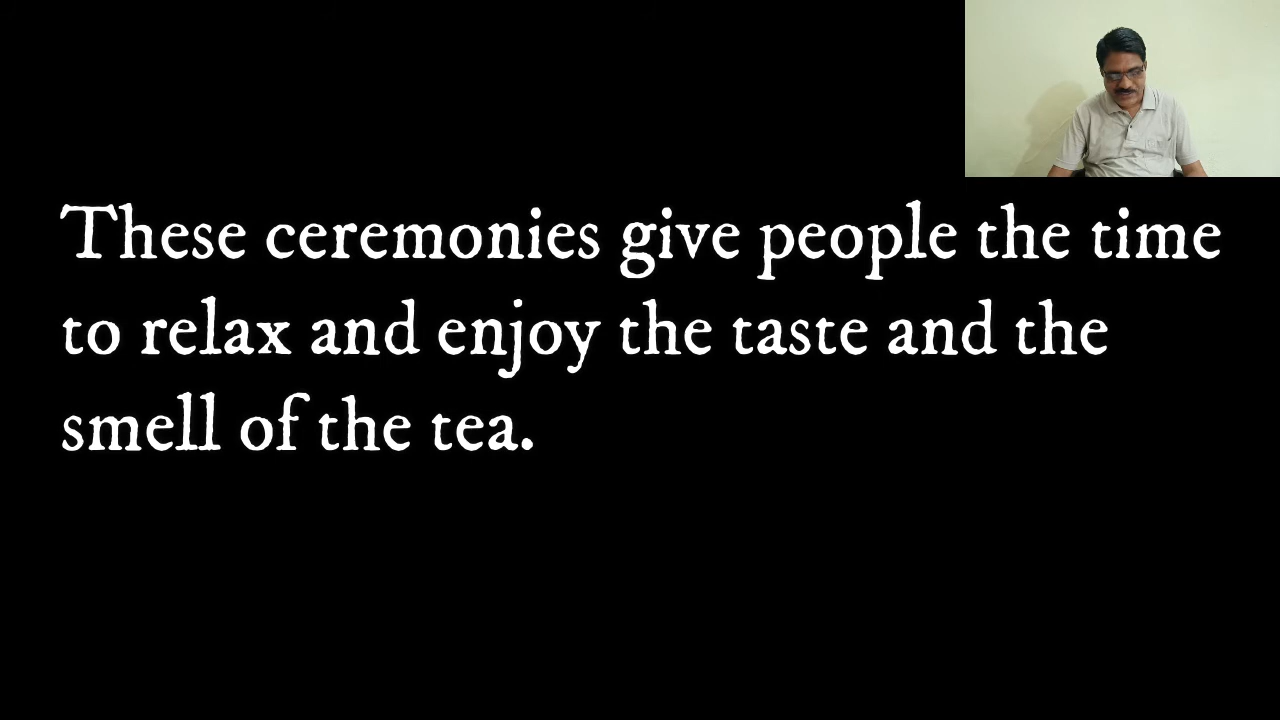 These ceremonies give people the time
to relax and enjoy the taste and the
smell of the tea.